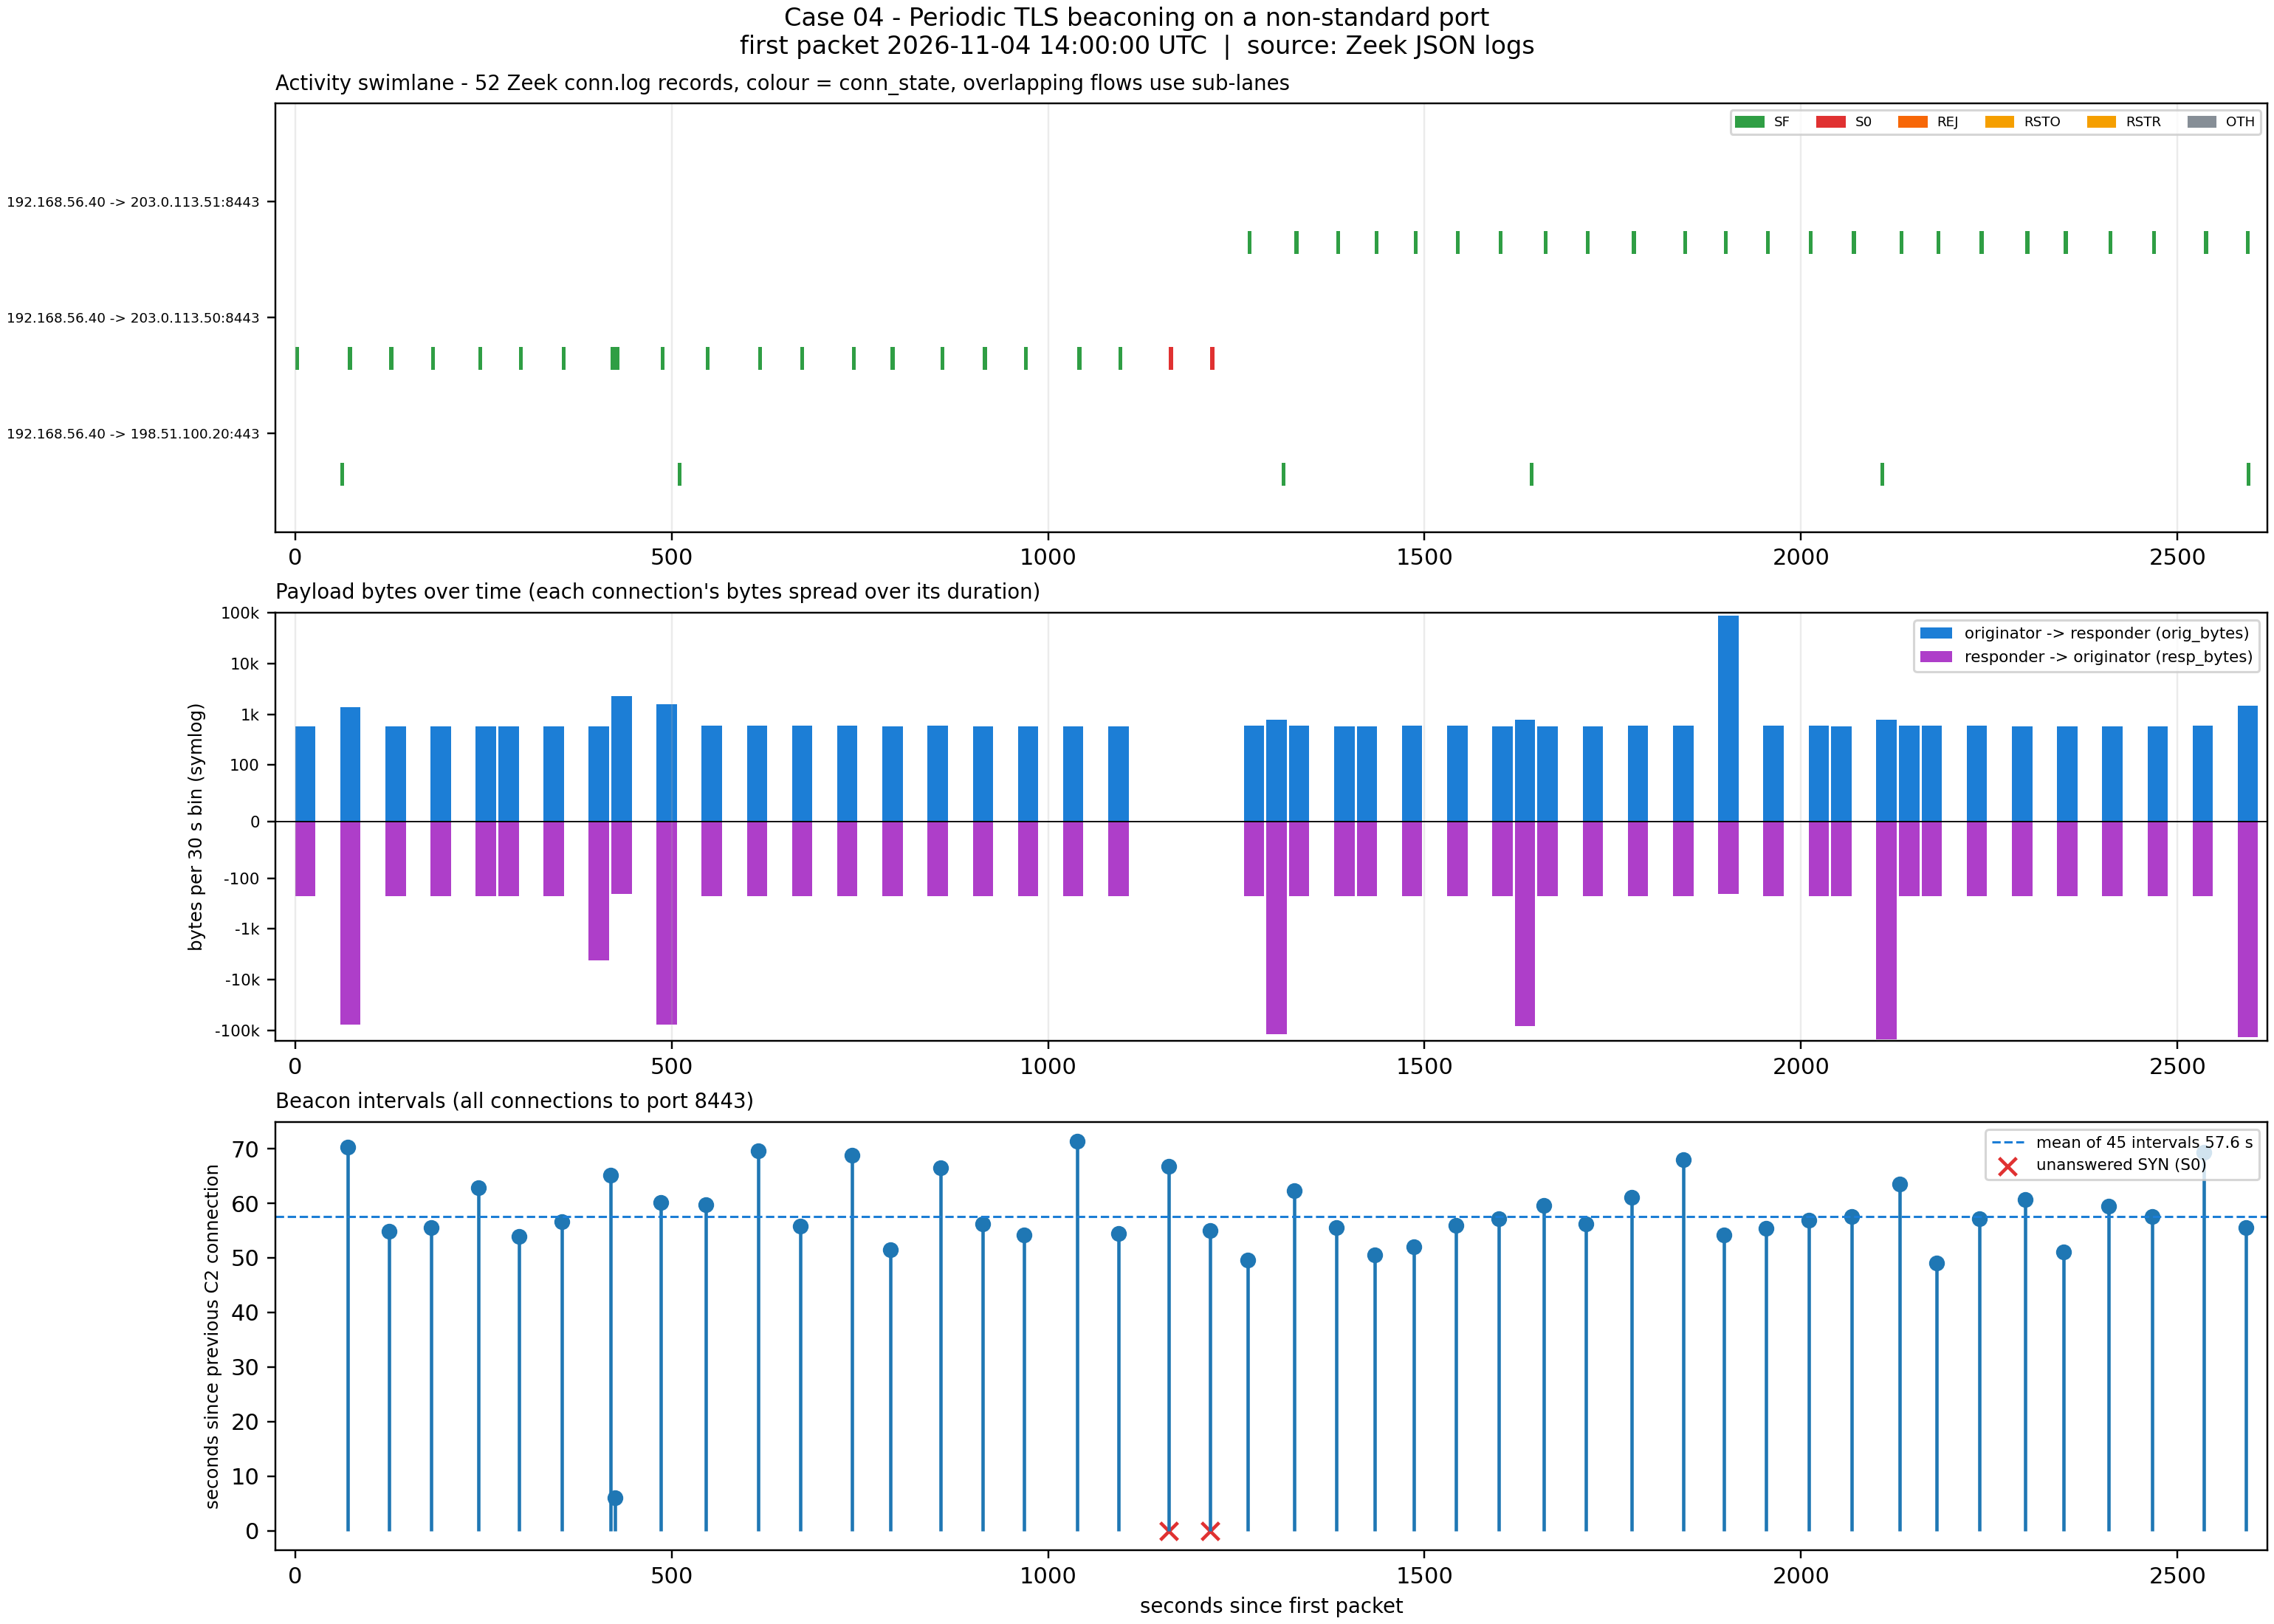 Case 04 - Periodic TLS beaconing on a non-standard port
first packet 2026-11-04 14:00:00 UTC  |  source: Zeek JSON logs
Activity swimlane - 52 Zeek conn.log records, colour = conn_state, overlapping flows use sub-lanes
SF S0 REJ RSTO RSTR OTH
192.168.56.40 -> 203.0.113.51:8443
192.168.56.40 -> 203.0.113.50:8443
192.168.56.40 -> 198.51.100.20:443
0 500 1000 1500 2000 2500
Payload bytes over time (each connection's bytes spread over its duration)
bytes per 30 s bin (symlog)
100k
10k
1k
100
0
-100
-1k
-10k
-100k
originator -> responder (orig_bytes)
responder -> originator (resp_bytes)
0 500 1000 1500 2000 2500
Beacon intervals (all connections to port 8443)
seconds since previous C2 connection
70
60
50
40
30
20
10
0
mean of 45 intervals 57.6 s
unanswered SYN (S0)
0 500 1000 1500 2000 2500
seconds since first packet